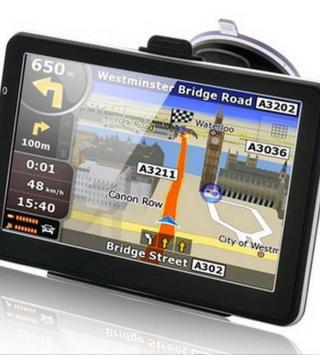 650 m
Westminster Bridge Road A3202
York Road
Waterloo
100m
A3036
0:01
A3211
48 km/h
Canon Row
15:40
City of Westm
Bridge Street A302